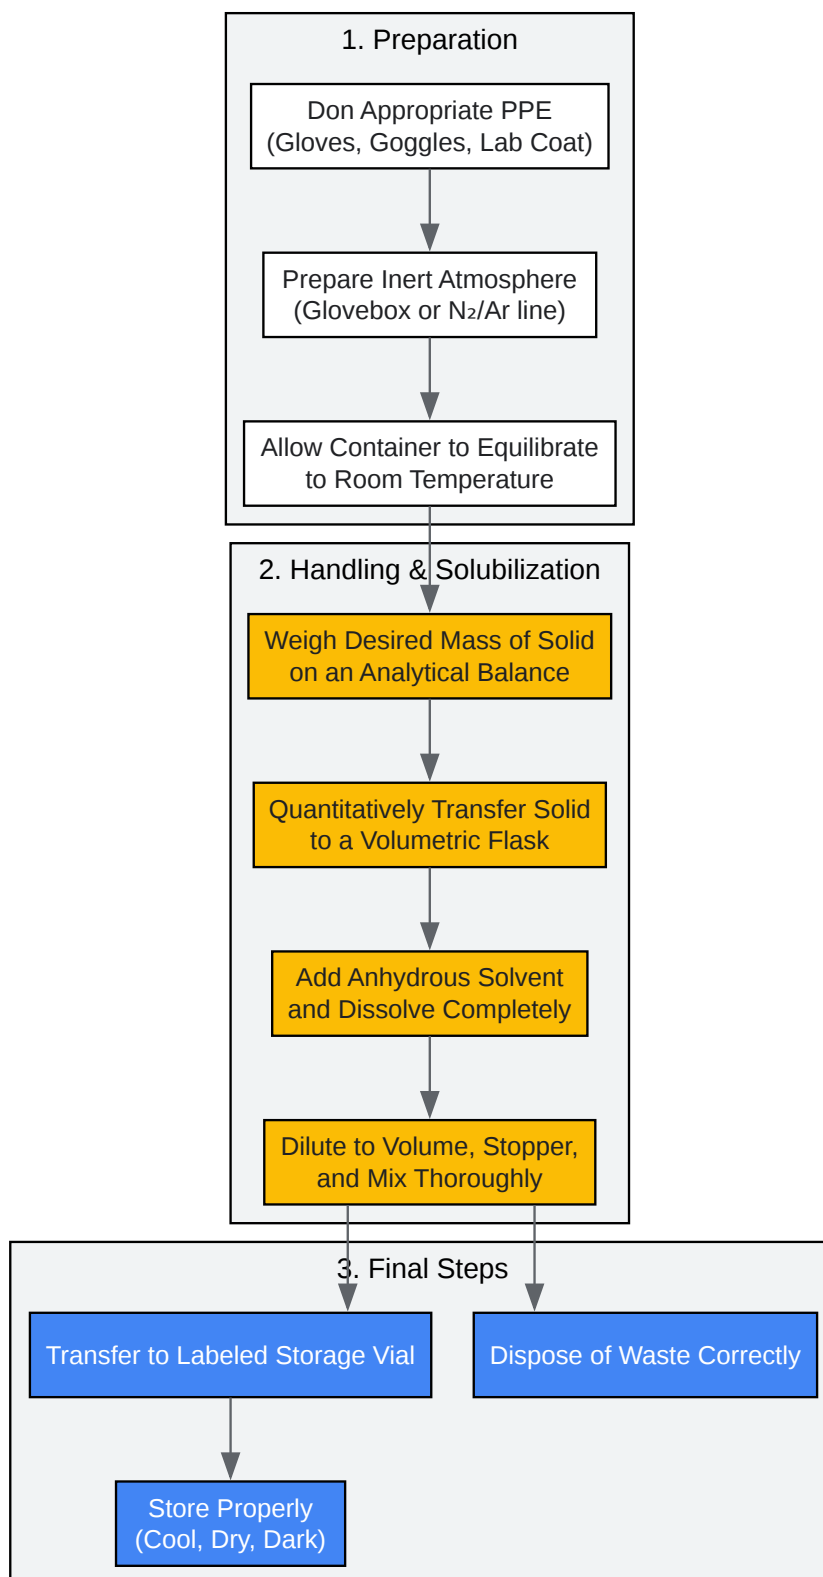 1. Preparation
Don Appropriate PPE
(Gloves, Goggles, Lab Coat)
Prepare Inert Atmosphere
(Glovebox or N₂/Ar line)
Allow Container to Equilibrate
to Room Temperature
2. Handling & Solubilization
Weigh Desired Mass of Solid
on an Analytical Balance
Quantitatively Transfer Solid
to a Volumetric Flask
Add Anhydrous Solvent
and Dissolve Completely
Dilute to Volume, Stopper,
and Mix Thoroughly
3. Final Steps
Transfer to Labeled Storage Vial
Dispose of Waste Correctly
Store Properly
(Cool, Dry, Dark)